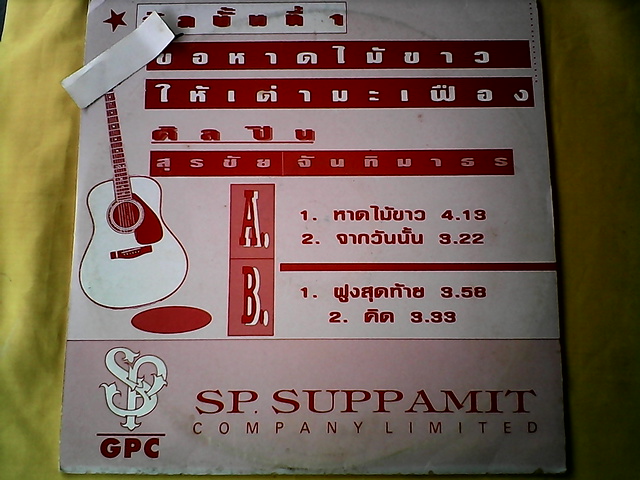 ขอหาดไม้ขาว
ให้เต่ามะเฟือง
ศิลปิน
สุรชัย จันทิมาธร
A.
1. หาดไม้ขาว 4.13
2. จากวันนั้น 3.22
B.
1. ฝูงสุดท้าย 3.58
2. คิด 3.33
SP
GPC
SP. SUPPAMIT
COMPANY LIMITED